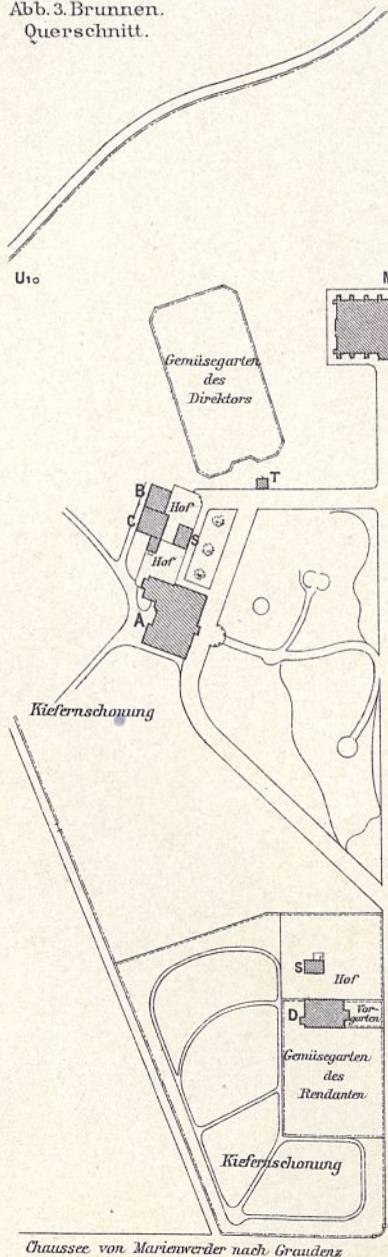 Abb. 3. Brunnen.
Querschnitt.
U10
Gemüsegarten
des
Direktors
B
Hof
T
C
S
Hof
A
Kiefernschonung
S
Hof
D
Vor-
garten
Gemüsegarten
des
Rendanten
Kiefernschonung
Chaussee von Marienwerder nach Graudenz